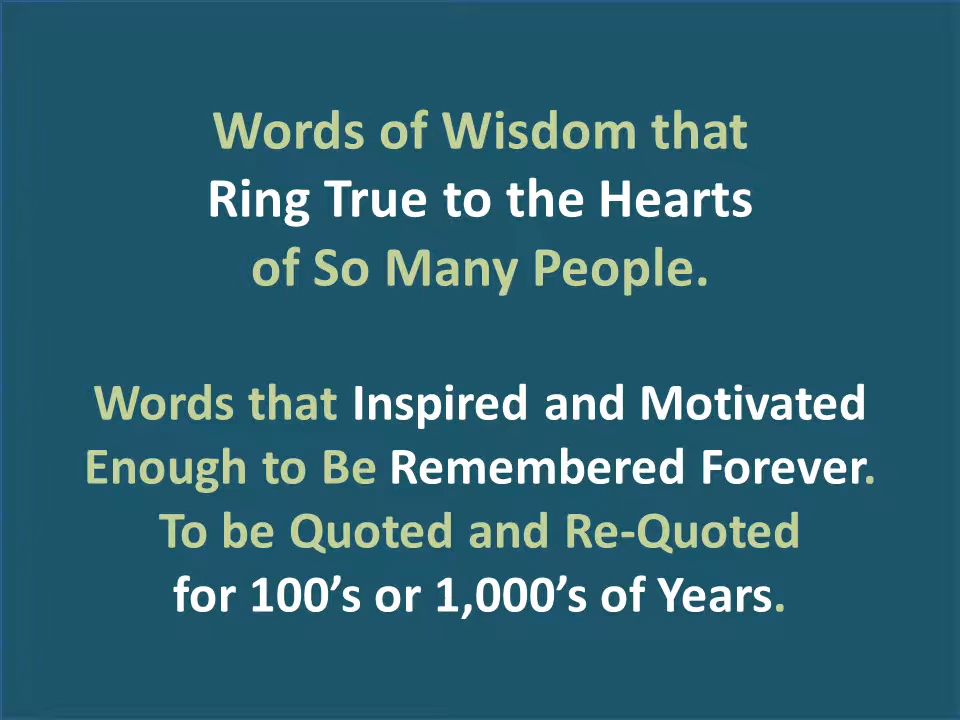 Words of Wisdom that
Ring True to the Hearts
of So Many People.
Words that Inspired and Motivated
Enough to Be Remembered Forever.
To be Quoted and Re-Quoted
for 100’s or 1,000’s of Years.